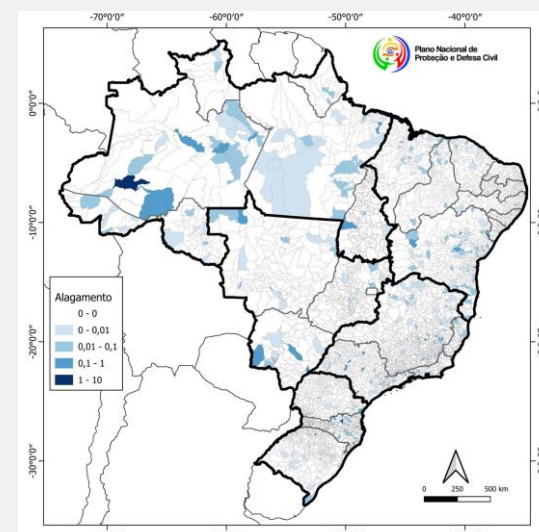 -70°0'0" -60°0'0" -50°0'0" -40°0'0"
Plano Nacional de
Proteção e Defesa Civil
0°0'0"
-10°0'0"
-20°0'0"
-30°0'0"
Alagamento
0 - 0
0 - 0,01
0,01 - 0,1
0,1 - 1
1 - 10
0 250 500 km